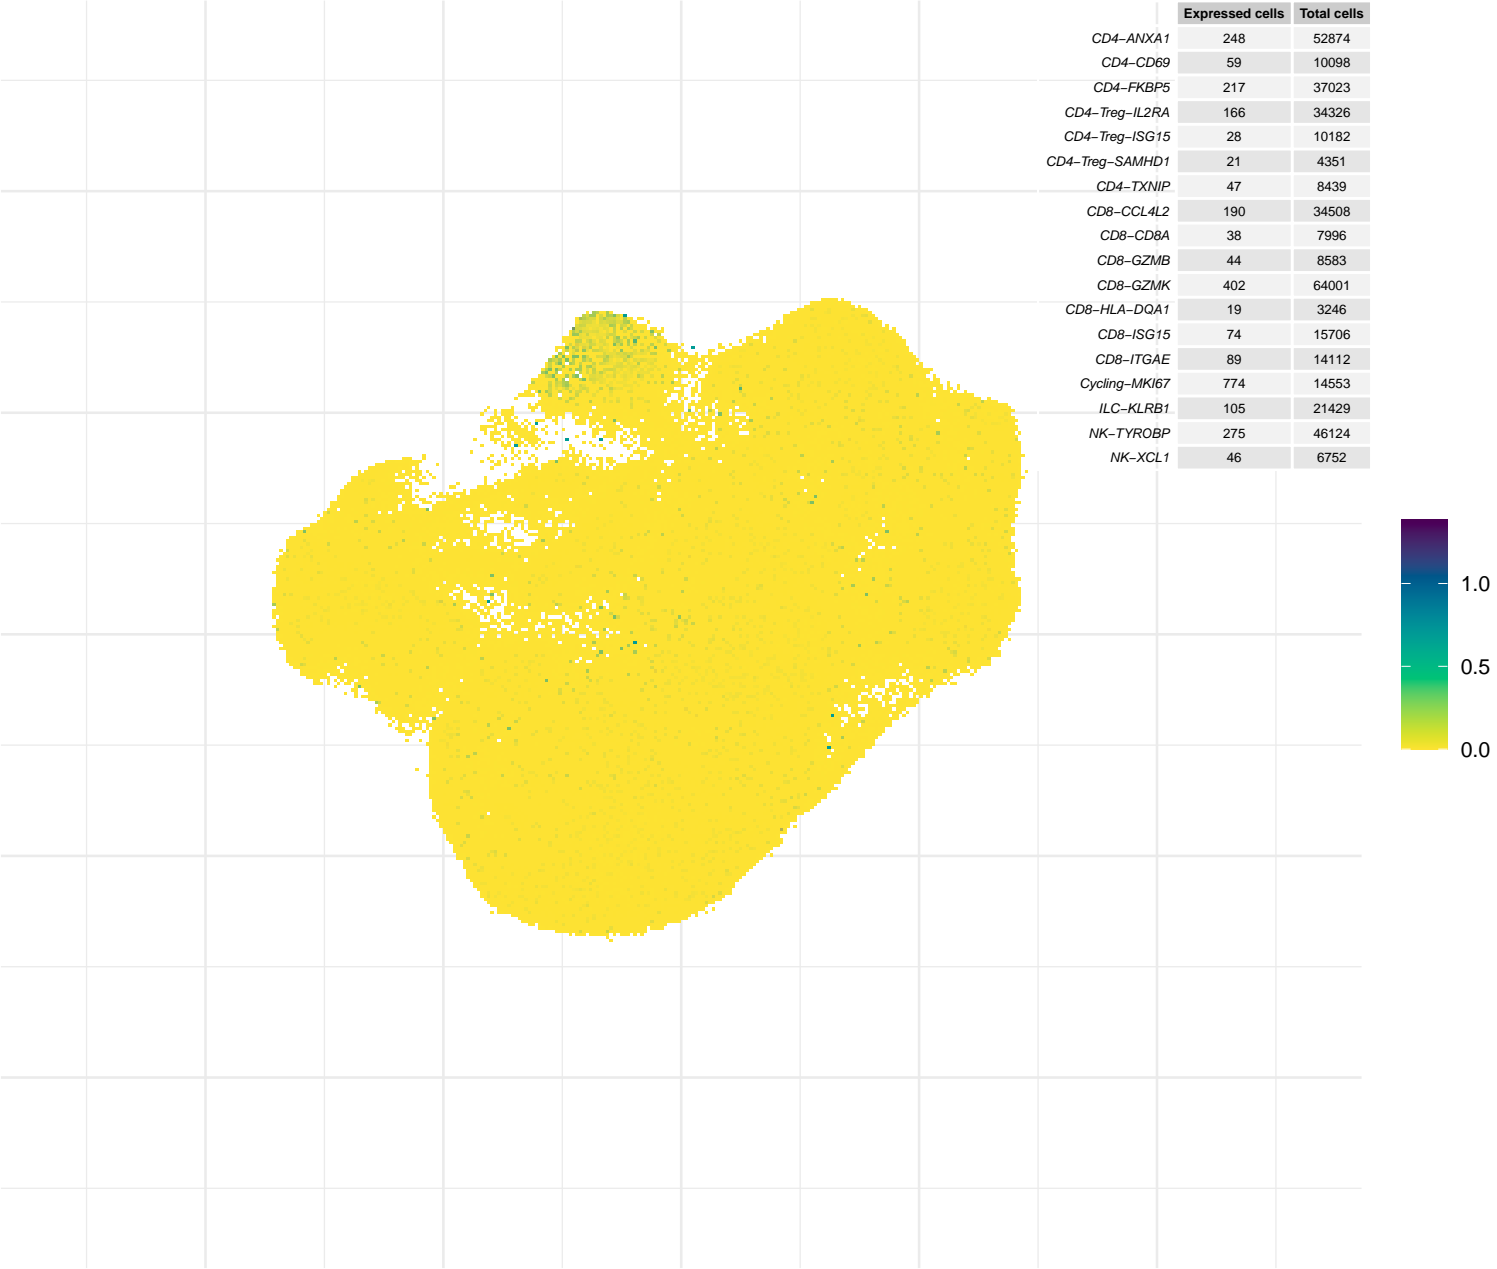 Expressed cells Total cells
CD4−ANXA1 248 52874
CD4−CD69 59 10098
CD4−FKBP5 217 37023
CD4−Treg−IL2RA 166 34326
CD4−Treg−ISG15 28 10182
CD4−Treg−SAMHD1 21 4351
CD4−TXNIP 47 8439
CD8−CCL4L2 190 34508
CD8−CD8A 38 7996
CD8−GZMB 44 8583
CD8−GZMK 402 64001
CD8−HLA−DQA1 19 3246
CD8−ISG15 74 15706
CD8−ITGAE 89 14112
Cycling−MKI67 774 14553
ILC−KLRB1 105 21429
NK−TYROBP 275 46124
NK−XCL1 46 6752
1.0
0.5
0.0